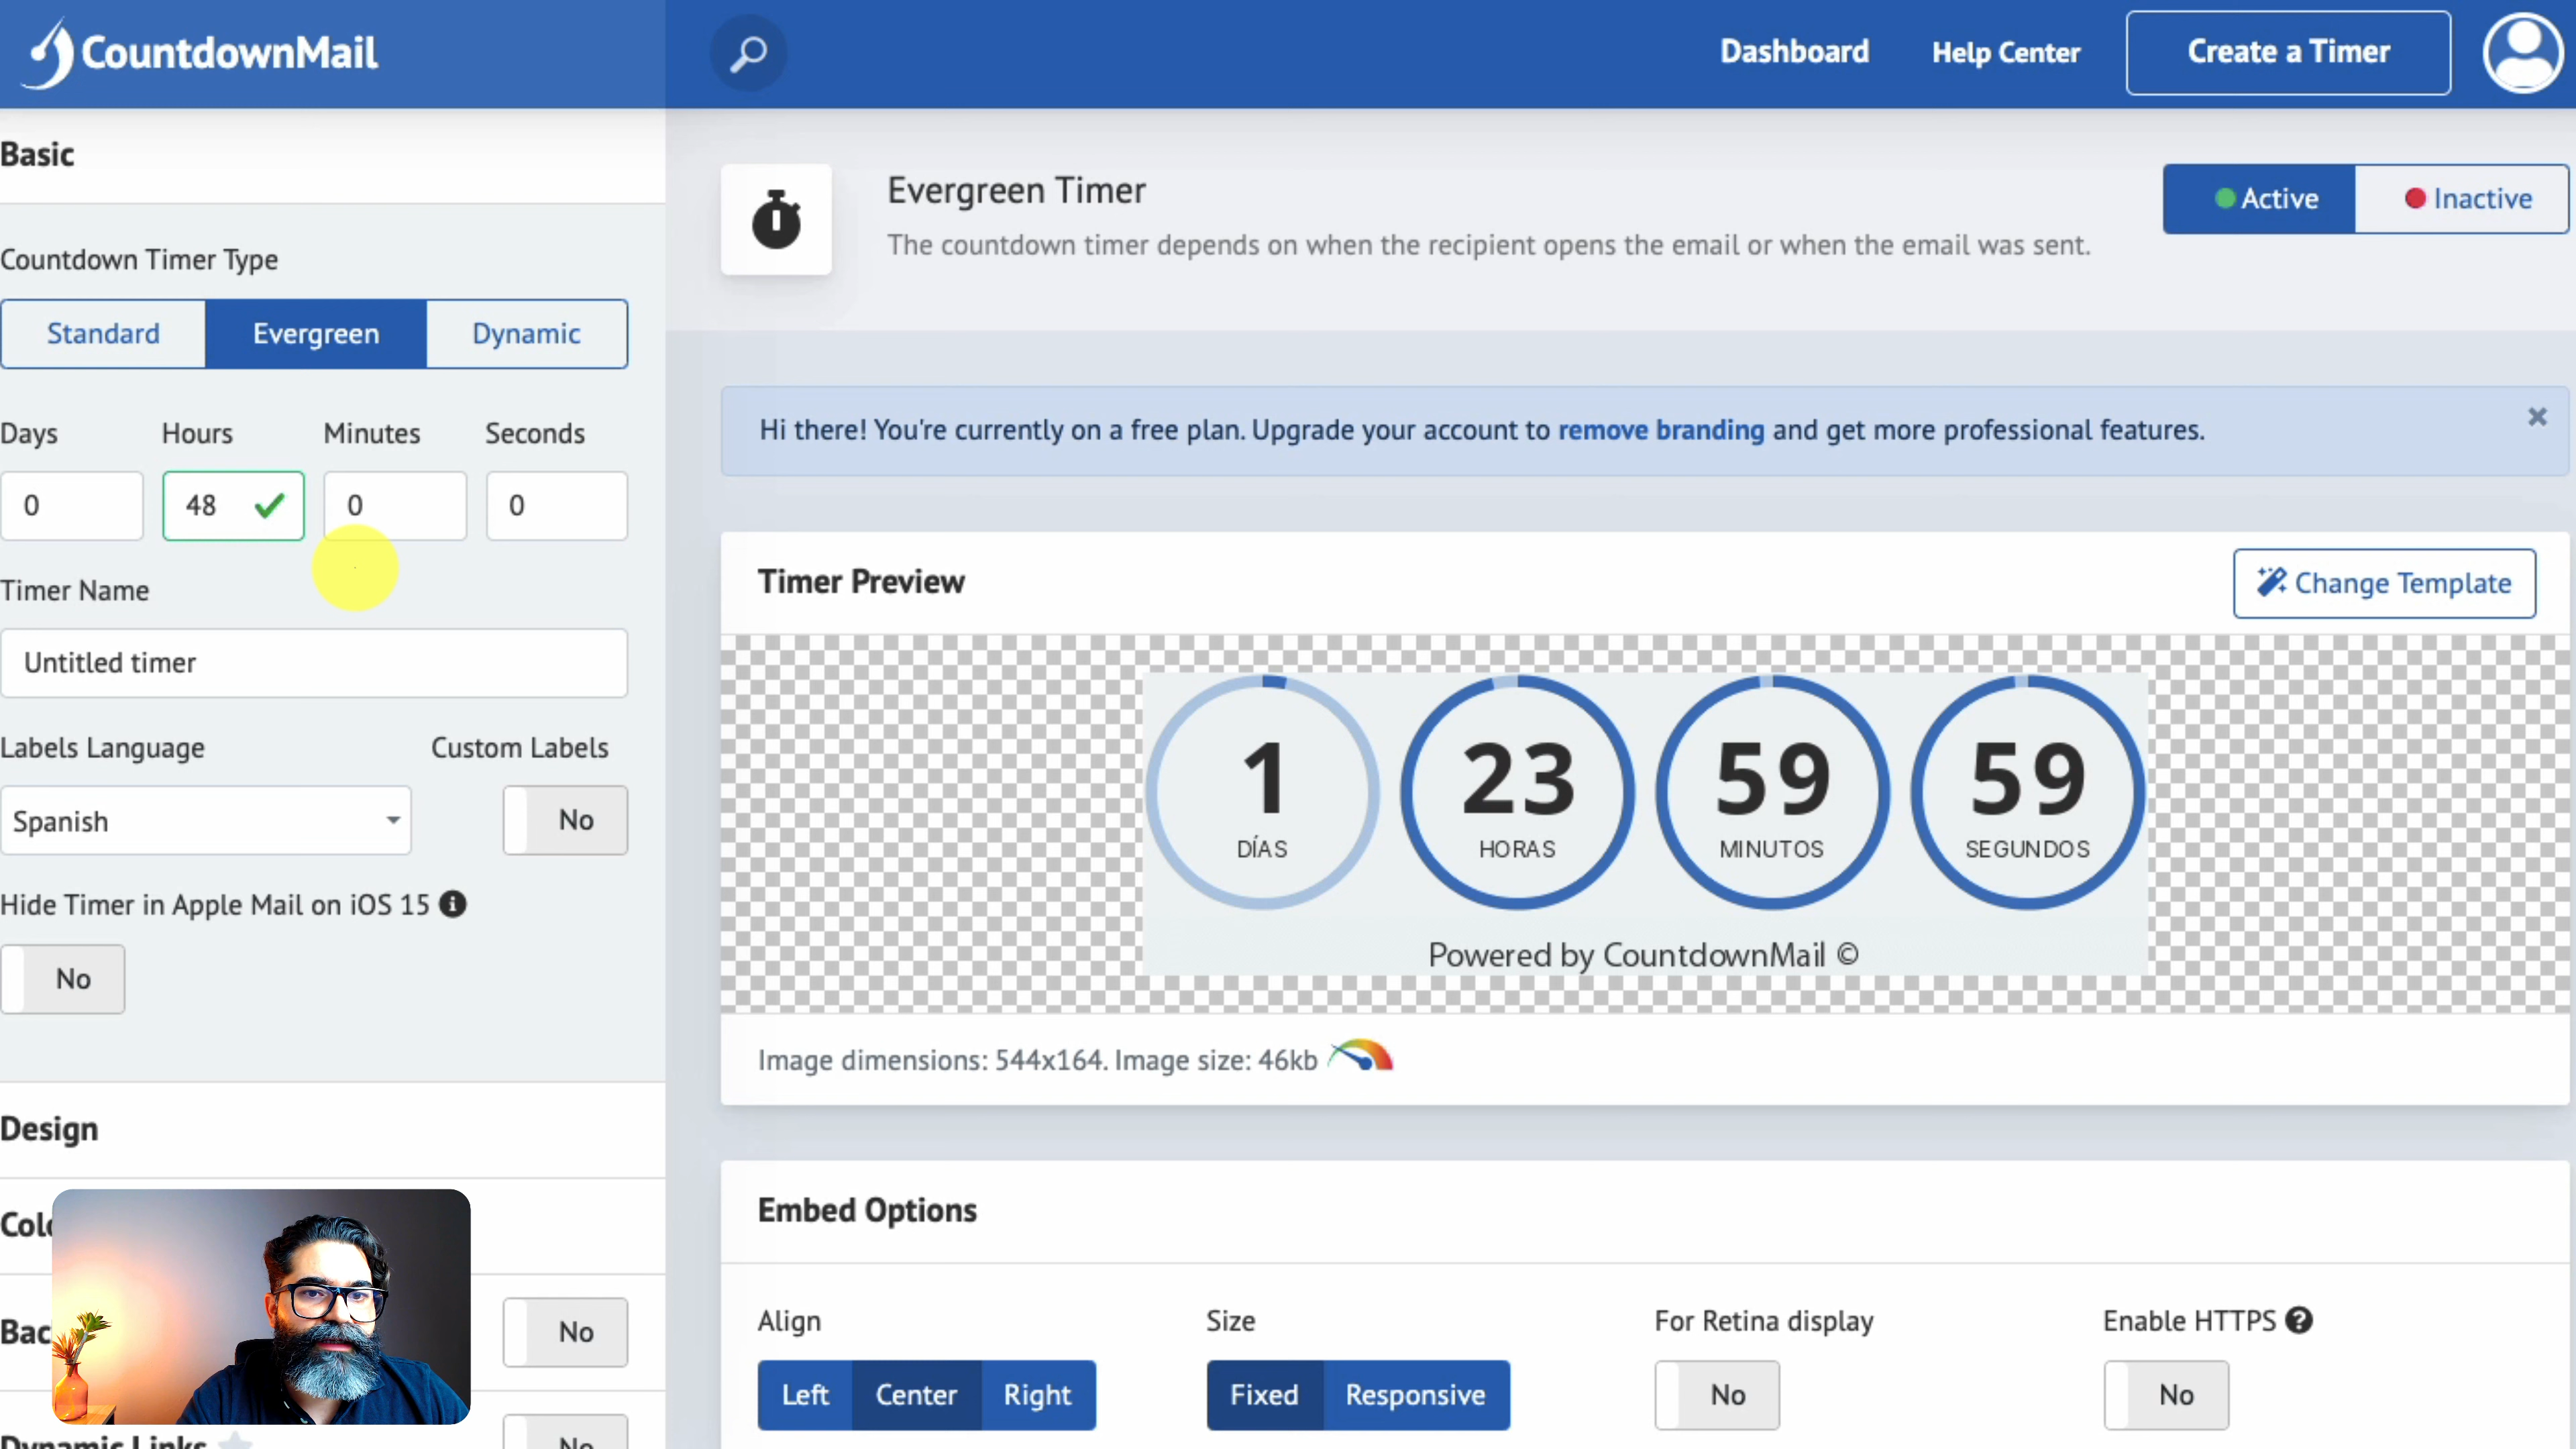 CountdownMail
Dashboard
Help Center
Create a Timer
Basic
Countdown Timer Type
Standard
Evergreen
Dynamic
Days
Hours
Minutes
Seconds
0
48
0
0
Timer Name
Untitled timer
Labels Language
Custom Labels
Spanish
No
Hide Timer in Apple Mail on iOS 15
No
Design
No
Dynamic Links
No
Evergreen Timer
The countdown timer depends on when the recipient opens the email or when the email was sent.
Active
Inactive
Hi there! You're currently on a free plan. Upgrade your account to remove branding and get more professional features.
Timer Preview
Change Template
1
23
59
59
DÍAS
HORAS
MINUTOS
SEGUNDOS
Powered by CountdownMail ©
Image dimensions: 544x164. Image size: 46kb
Embed Options
Align
Size
For Retina display
Enable HTTPS
Left
Center
Right
Fixed
Responsive
No
No